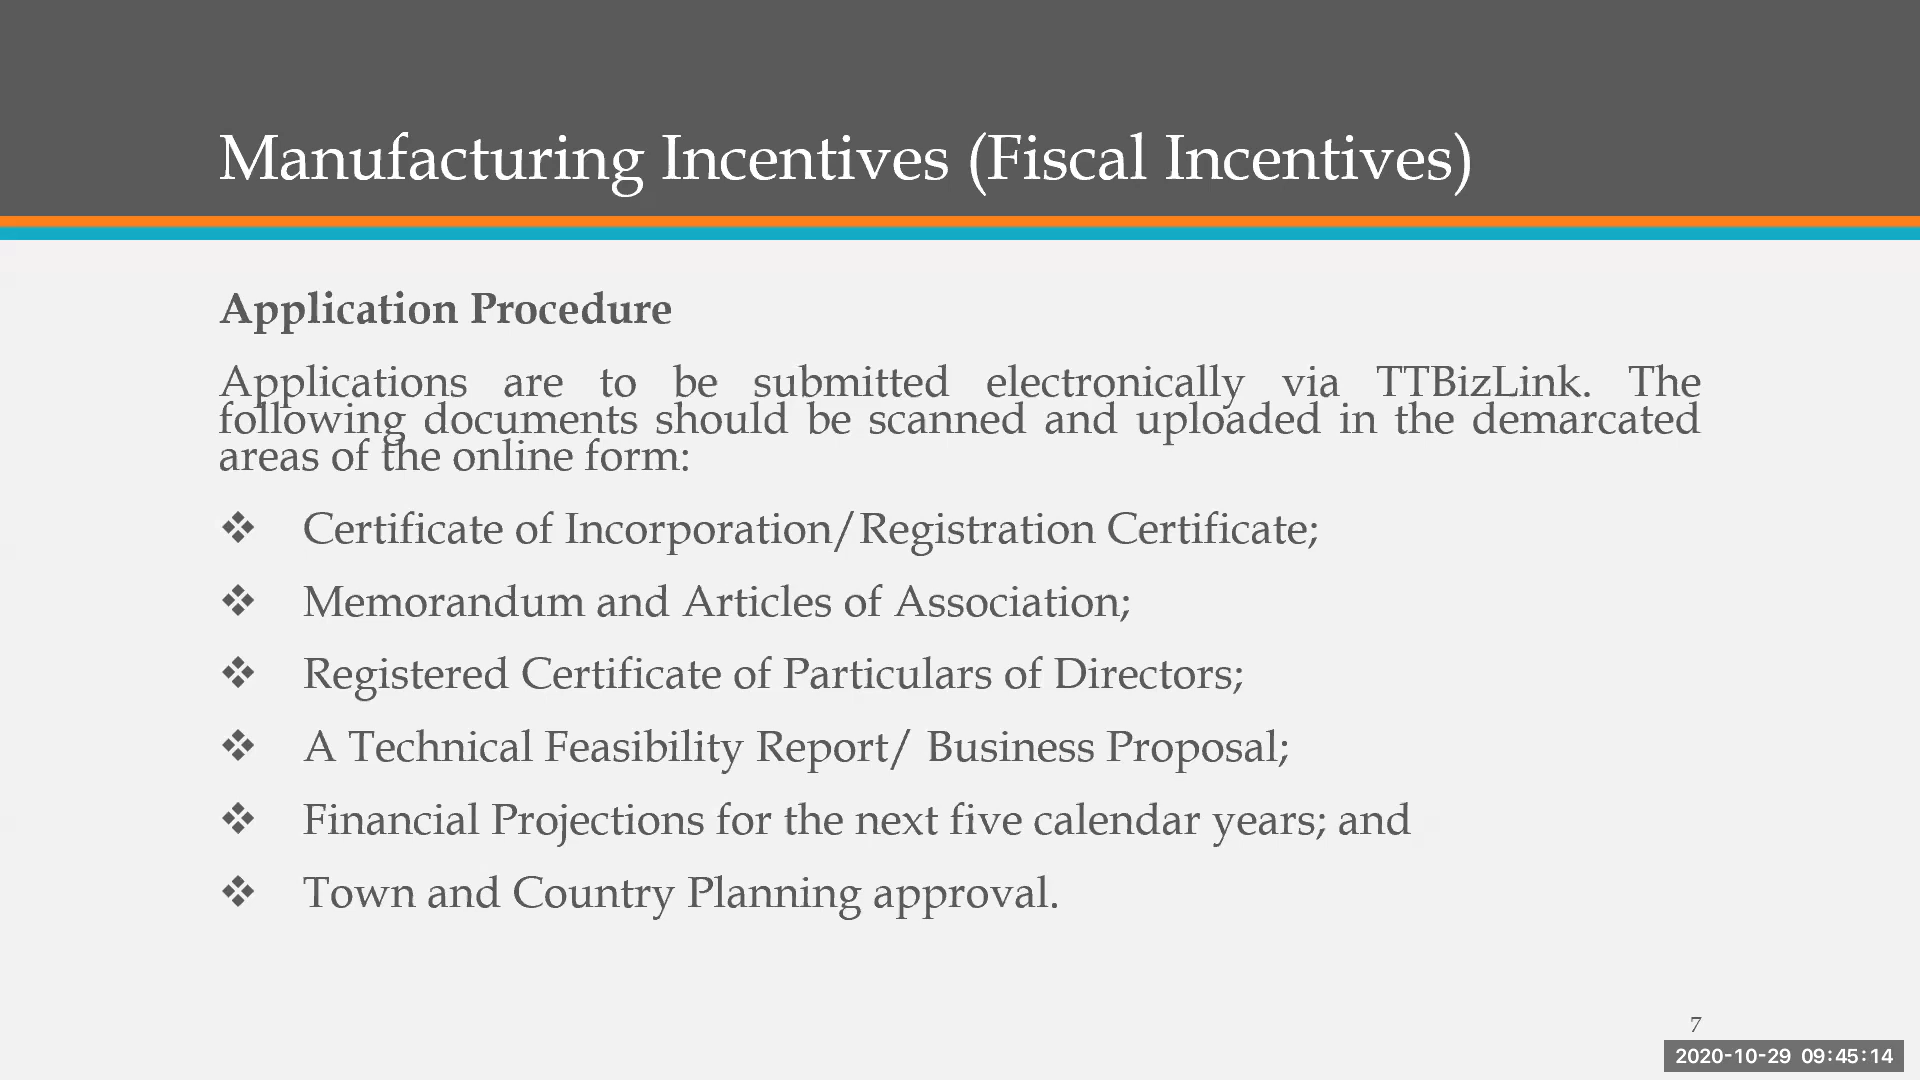 Manufacturing Incentives (Fiscal Incentives)
Application Procedure
Applications are to be submitted electronically via TTBizLink. The
following documents should be scanned and uploaded in the demarcated
areas of the online form:
❖ Certificate of Incorporation/Registration Certificate;
❖ Memorandum and Articles of Association;
❖ Registered Certificate of Particulars of Directors;
❖ A Technical Feasibility Report/ Business Proposal;
❖ Financial Projections for the next five calendar years; and
❖ Town and Country Planning approval.
7
2020-10-29 09:45:14